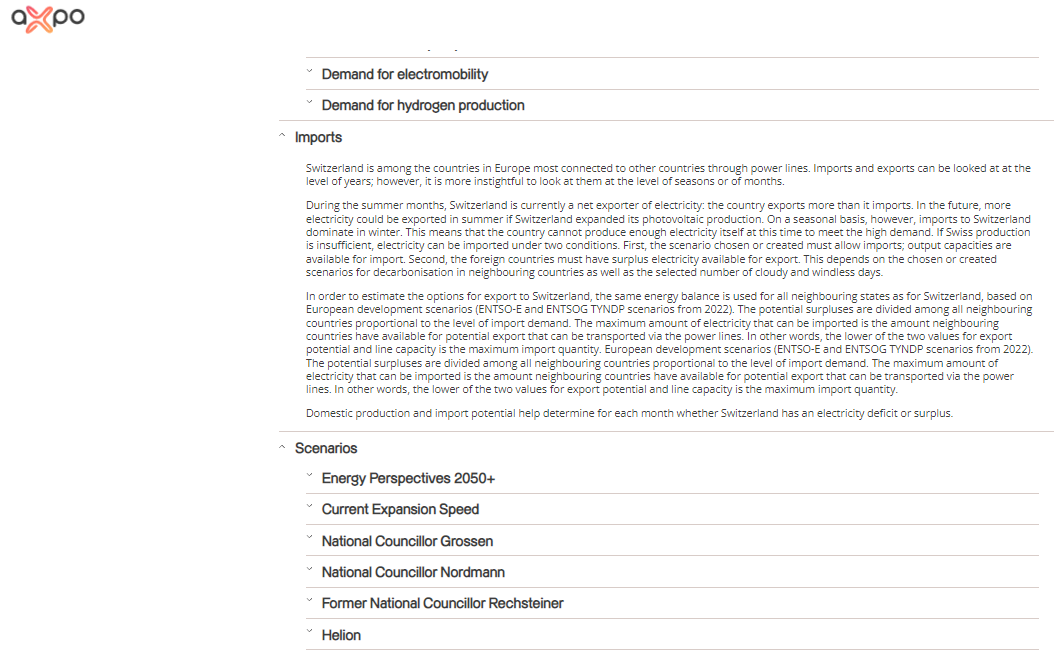 axpo
Demand for electromobility
Demand for hydrogen production
Imports
Switzerland is among the countries in Europe most connected to other countries through power lines. Imports and exports can be looked at at the
level of years; however, it is more instightful to look at them at the level of seasons or of months.
During the summer months, Switzerland is currently a net exporter of electricity: the country exports more than it imports. In the future, more
electricity could be exported in summer if Switzerland expanded its photovoltaic production. On a seasonal basis, however, imports to Switzerland
dominate in winter. This means that the country cannot produce enough electricity itself at this time to meet the high demand. If Swiss production
is insufficient, electricity can be imported under two conditions. First, the scenario chosen or created must allow imports; output capacities are
available for import. Second, the foreign countries must have surplus electricity available for export. This depends on the chosen or created
scenarios for decarbonisation in neighbouring countries as well as the selected number of cloudy and windless days.
In order to estimate the options for export to Switzerland, the same energy balance is used for all neighbouring states as for Switzerland, based on
European development scenarios (ENTSO-E and ENTSOG TYNDP scenarios from 2022). The potential surpluses are divided among all neighbouring
countries proportional to the level of import demand. The maximum amount of electricity that can be imported is the amount neighbouring
countries have available for potential export that can be transported via the power lines. In other words, the lower of the two values for export
potential and line capacity is the maximum import quantity. European development scenarios (ENTSO-E and ENTSOG TYNDP scenarios from 2022).
The potential surpluses are divided among all neighbouring countries proportional to the level of import demand. The maximum amount of
electricity that can be imported is the amount neighbouring countries have available for potential export that can be transported via the power
lines. In other words, the lower of the two values for export potential and line capacity is the maximum import quantity.
Domestic production and import potential help determine for each month whether Switzerland has an electricity deficit or surplus.
Scenarios
Energy Perspectives 2050+
Current Expansion Speed
National Councillor Grossen
National Councillor Nordmann
Former National Councillor Rechsteiner
Helion